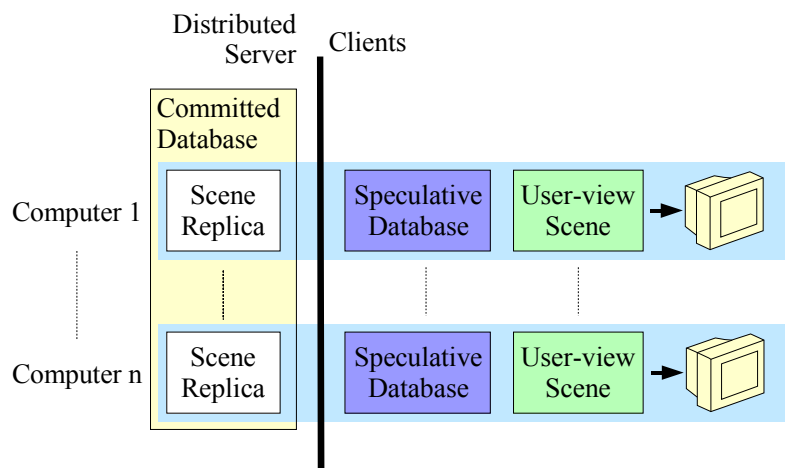 Distributed
Server
Clients
Committed
Database
Computer 1
Scene
Replica
Speculative
Database
User-view
Scene
Computer n
Scene
Replica
Speculative
Database
User-view
Scene